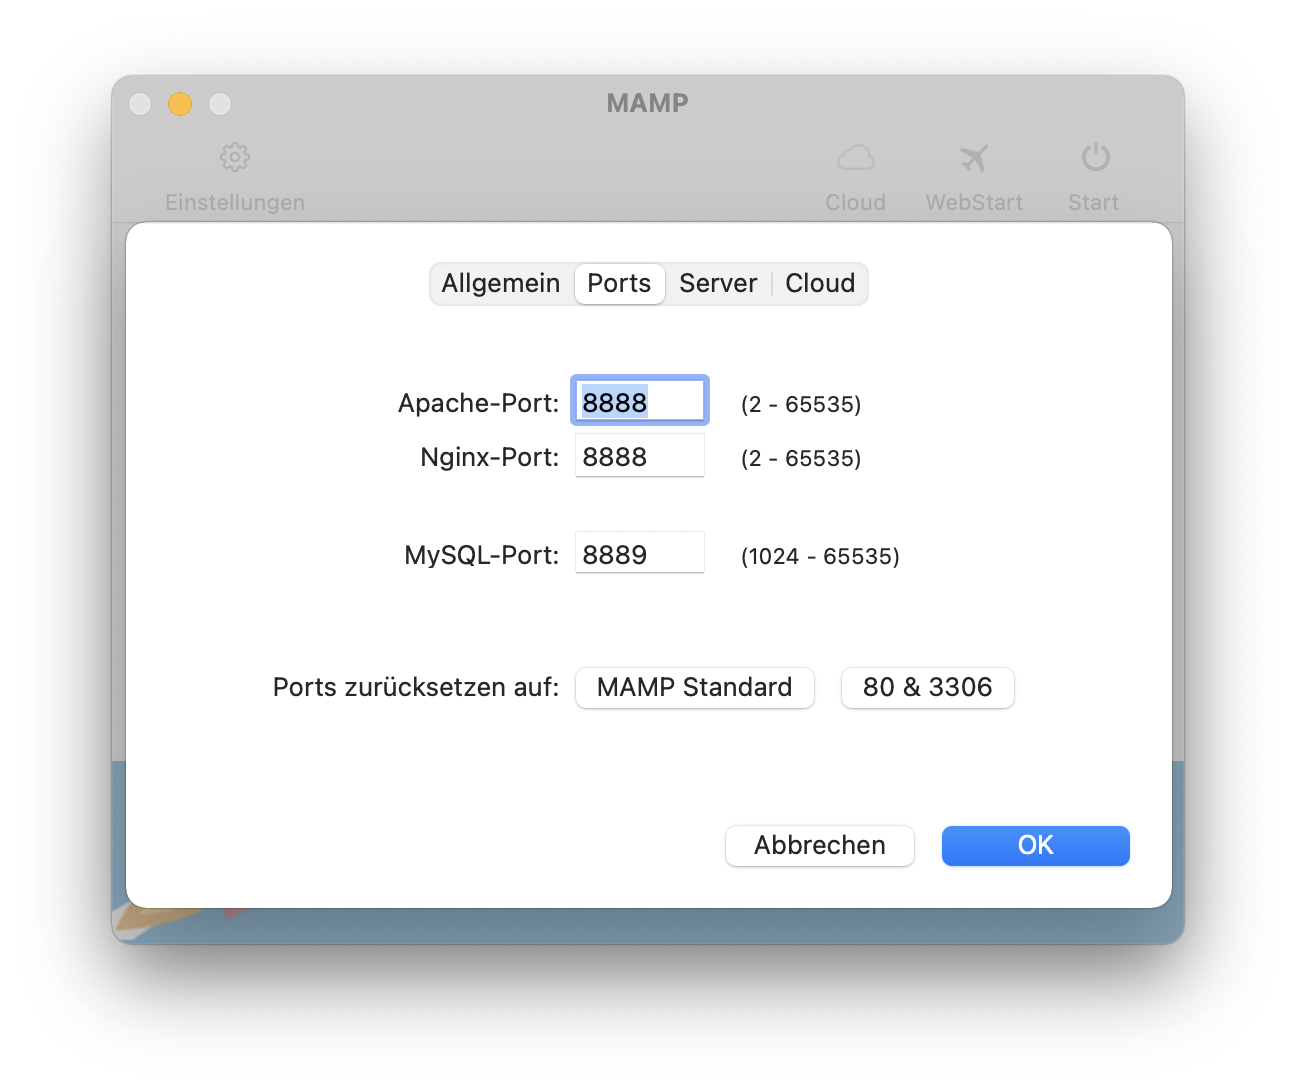 MAMP
Einstellungen
Cloud WebStart Start
Allgemein Ports Server Cloud
Apache-Port: 8888 (2 - 65535)
Nginx-Port: 8888 (2 - 65535)
MySQL-Port: 8889 (1024 - 65535)
Ports zurücksetzen auf: MAMP Standard 80 & 3306
Abbrechen OK